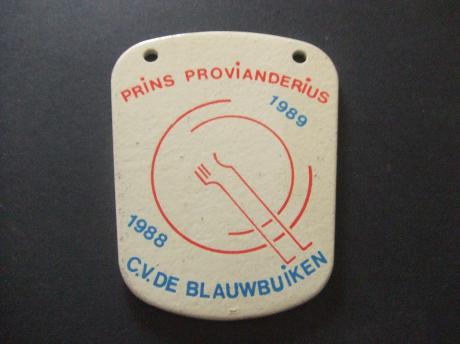 PRiNS PROViANDERiUS
1989
1988
C.V. DE BLAUWBUiKEN